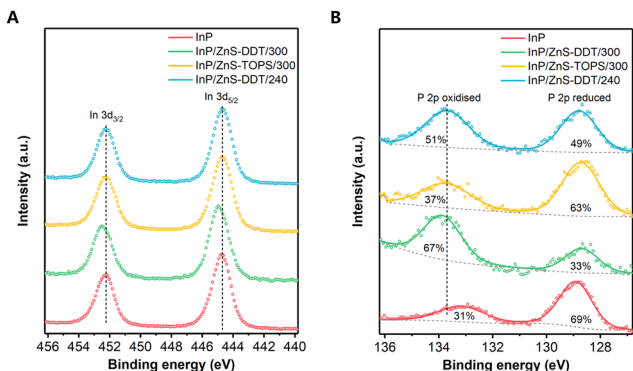 A
InP
InP/ZnS-DDT/300
InP/ZnS-TOPS/300
InP/ZnS-DDT/240
In 3d3/2
In 3d5/2
Intensity (a.u.)
456 454 452 450 448 446 444 442 440
Binding energy (eV)
B
InP
InP/ZnS-DDT/300
InP/ZnS-TOPS/300
InP/ZnS-DDT/240
P 2p oxidised
P 2p reduced
51%
49%
37%
63%
67%
33%
31%
69%
Intensity (a.u.)
136 134 132 130 128
Binding energy (eV)